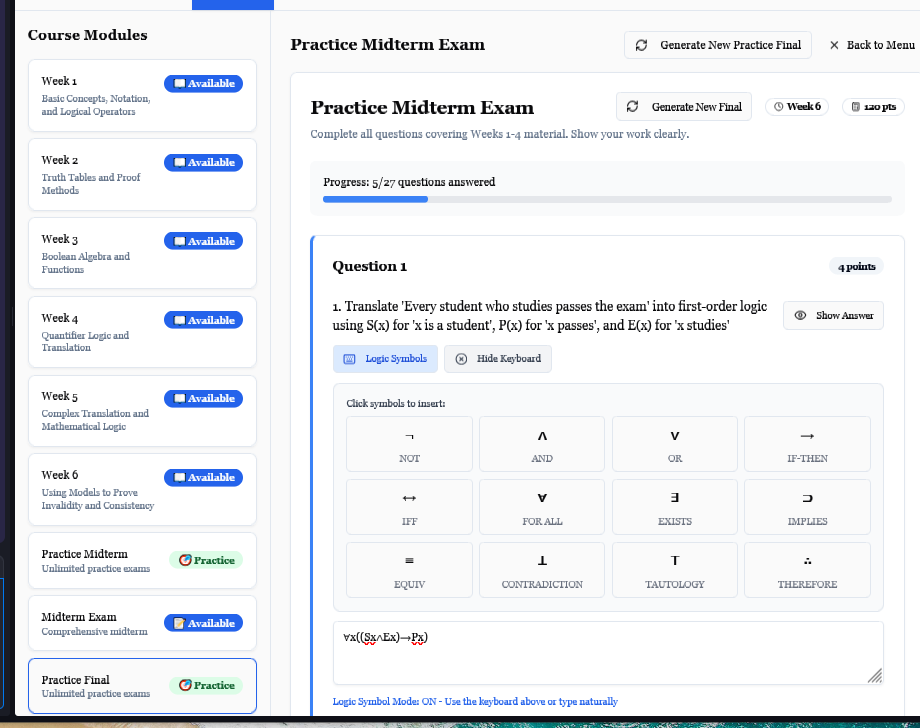 Course Modules
Week 1
Available
Basic Concepts, Notation,
and Logical Operators
Week 2
Available
Truth Tables and Proof
Methods
Week 3
Available
Boolean Algebra and
Functions
Week 4
Available
Quantifier Logic and
Translation
Week 5
Available
Complex Translation and
Mathematical Logic
Week 6
Available
Using Models to Prove
Invalidity and Consistency
Practice Midterm
Practice
Unlimited practice exams
Midterm Exam
Available
Comprehensive midterm
Practice Final
Practice
Unlimited practice exams
Practice Midterm Exam
Generate New Practice Final
Back to Menu
Practice Midterm Exam
Generate New Final
Week 6
120 pts
Complete all questions covering Weeks 1-4 material. Show your work clearly.
Progress: 5/27 questions answered
Question 1
4 points
1. Translate 'Every student who studies passes the exam' into first-order logic
using S(x) for 'x is a student', P(x) for 'x passes', and E(x) for 'x studies'
Show Answer
Logic Symbols
Hide Keyboard
Click symbols to insert:
¬ ∧ ∨ →
NOT AND OR IF-THEN
↔ ∀ ∃ ⊃
IFF FOR ALL EXISTS IMPLIES
≡ ⊥ ⊤ ∴
EQUIV CONTRADICTION TAUTOLOGY THEREFORE
∀x((Sx∧Ex)→Px)
Logic Symbol Mode: ON - Use the keyboard above or type naturally